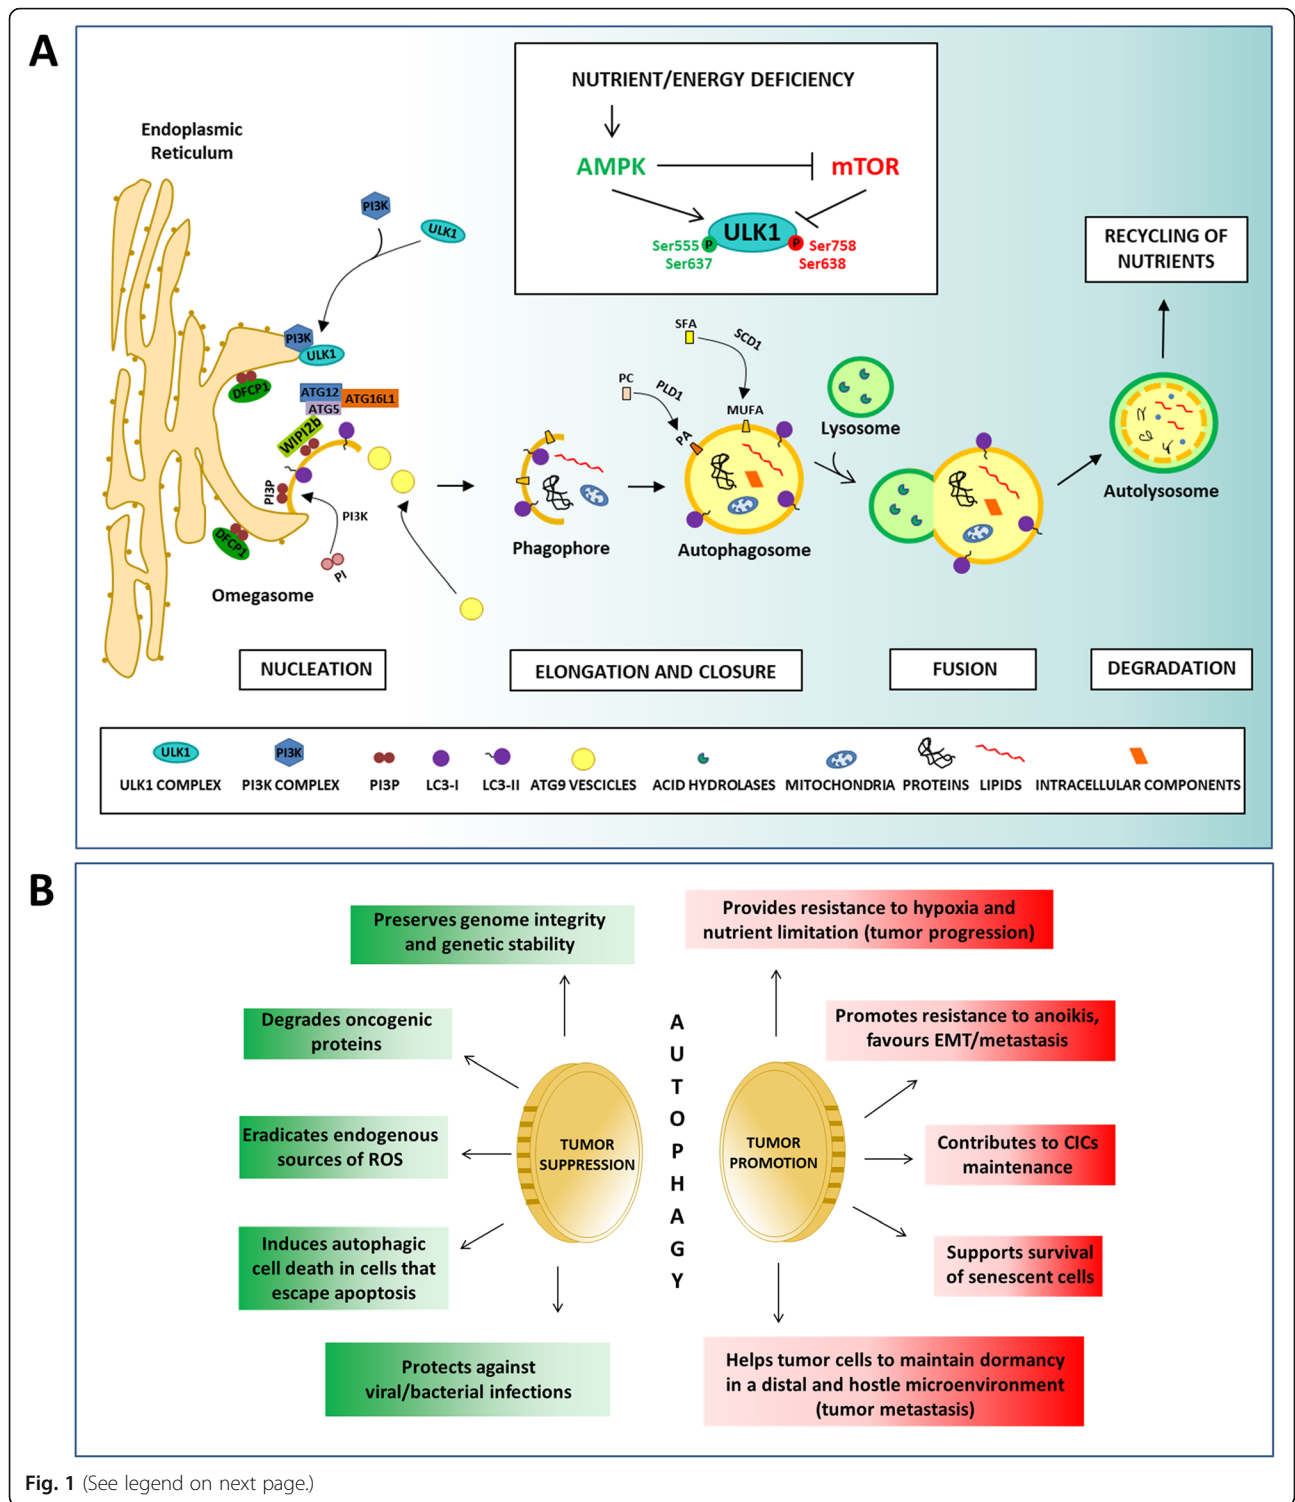 A
NUTRIENT/ENERGY DEFICIENCY
AMPK
mTOR
ULK1
P
P
Ser555
Ser637
Ser758
Ser638
Endoplasmic
Reticulum
PI3K
ULK1
PI3K
ULK1
DFCP1
ATG12
ATG5
ATG16L1
WIPI2b
PI3P
PI3K
PI
DFCP1
Omegasome
Phagophore
SFA
SCD1
PC
PLD1
PA
MUFA
Autophagosome
Lysosome
RECYCLING OF
NUTRIENTS
Autolysosome
NUCLEATION
ELONGATION AND CLOSURE
FUSION
DEGRADATION
ULK1
PI3K
ULK1 COMPLEX
PI3K COMPLEX
PI3P
LC3-I
LC3-II
ATG9 VESCICLES
ACID HYDROLASES
MITOCHONDRIA
PROTEINS
LIPIDS
INTRACELLULAR COMPONENTS
B
Preserves genome integrity
and genetic stability
Degrades oncogenic
proteins
Eradicates endogenous
sources of ROS
Induces autophagic
cell death in cells that
escape apoptosis
Protects against
viral/bacterial infections
TUMOR
SUPPRESSION
A
U
T
O
P
H
A
G
Y
TUMOR
PROMOTION
Provides resistance to hypoxia and
nutrient limitation (tumor progression)
Promotes resistance to anoikis,
favours EMT/metastasis
Contributes to CICs
maintenance
Supports survival
of senescent cells
Helps tumor cells to maintain dormancy
in a distal and hostle microenvironment
(tumor metastasis)
Fig. 1 (See legend on next page.)